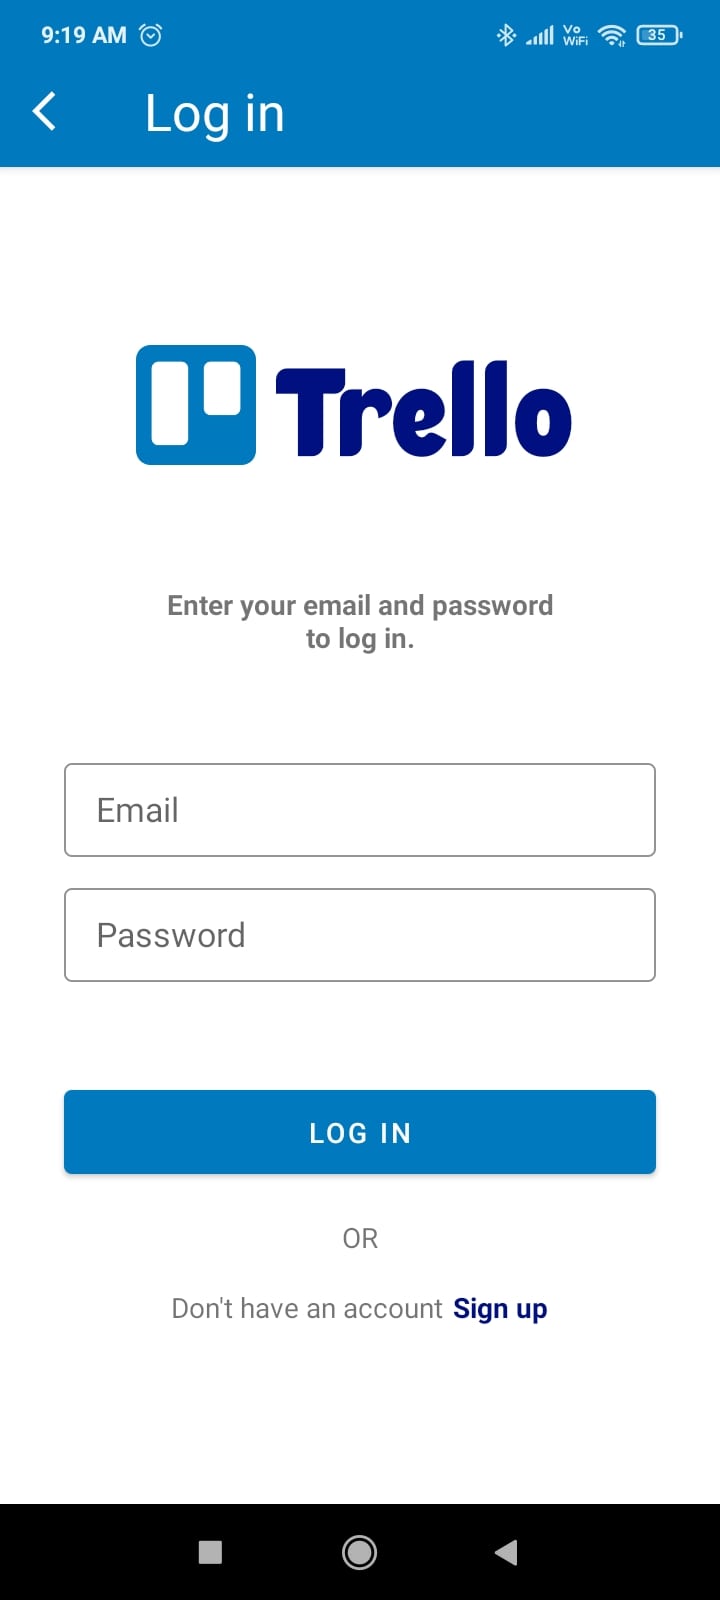 9:19 AM
Vo
WiFi
35
Log in
Trello
Enter your email and password
to log in.
Email
Password
LOG IN
OR
Don't have an account Sign up